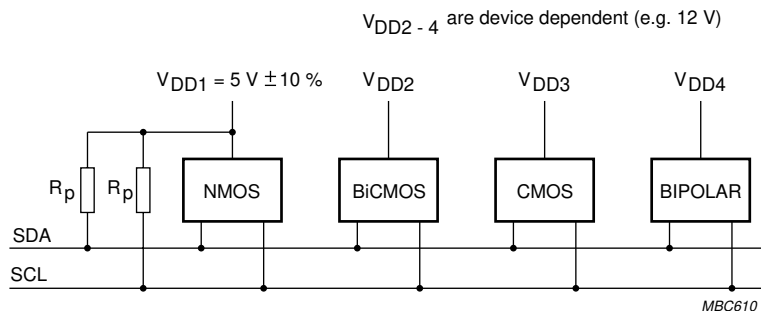 VDD2 - 4 are device dependent (e.g. 12 V)
VDD1 = 5 V ±10 % VDD2 VDD3 VDD4
Rp Rp NMOS BiCMOS CMOS BIPOLAR
SDA
SCL
MBC610